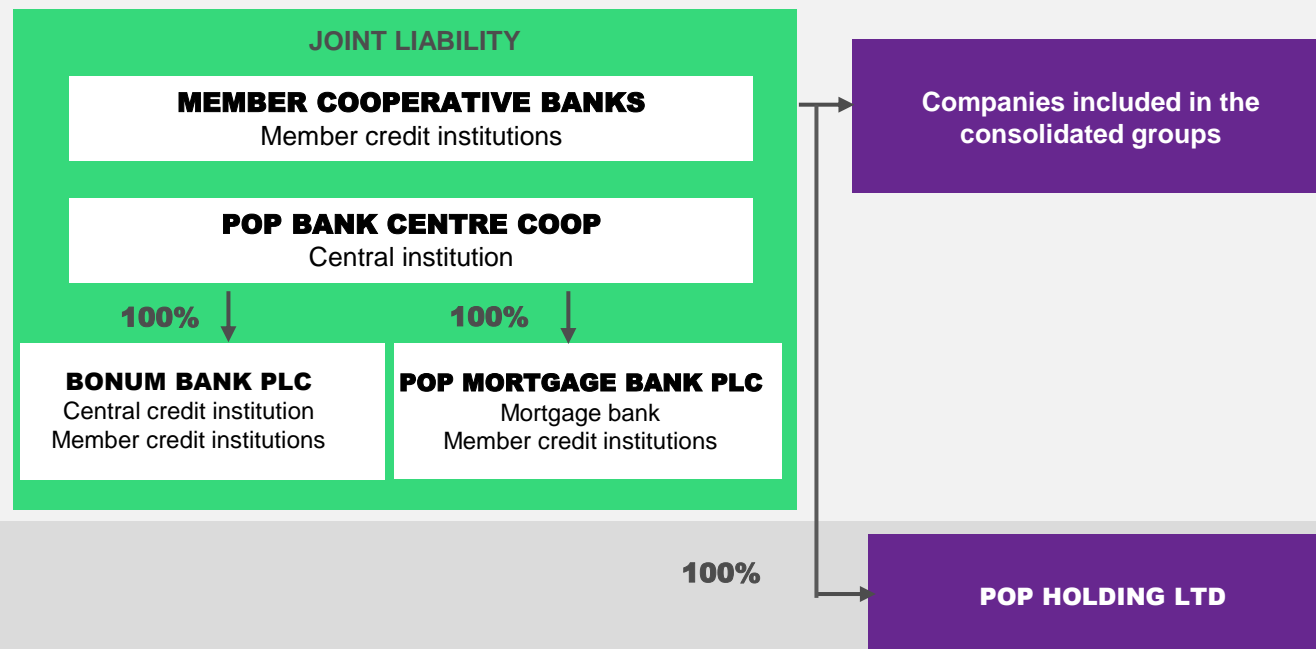 JOINT LIABILITY
MEMBER COOPERATIVE BANKS
Member credit institutions
Companies included in the
consolidated groups
POP BANK CENTRE COOP
Central institution
100%
100%
BONUM BANK PLC
Central credit institution
Member credit institutions
POP MORTGAGE BANK PLC
Mortgage bank
Member credit institutions
100%
POP HOLDING LTD